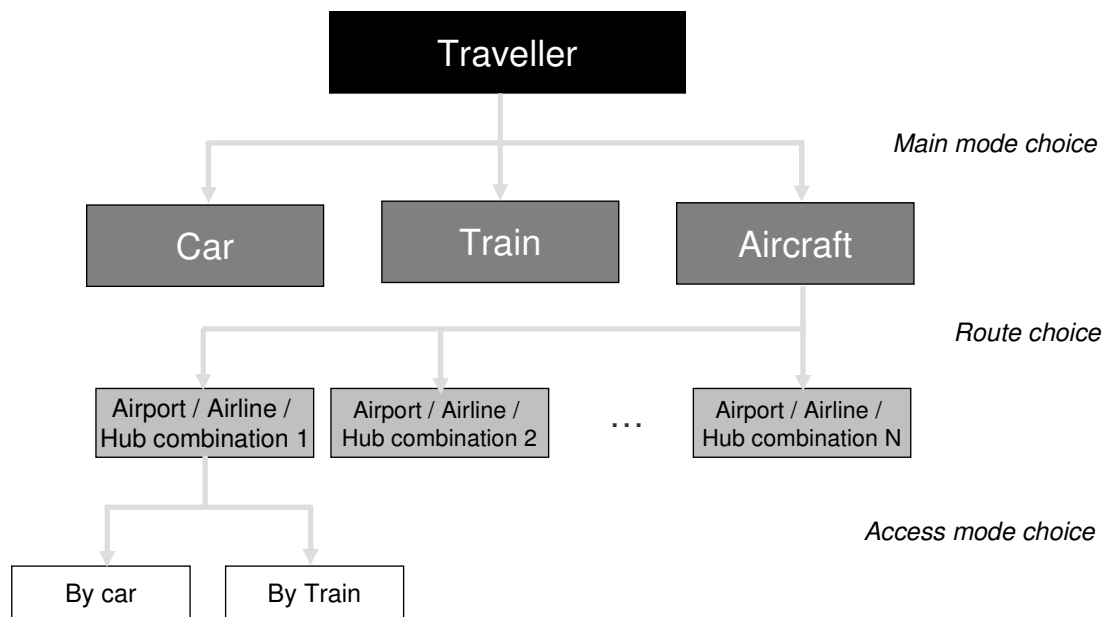 Traveller
Main mode choice
Car
Train
Aircraft
Route choice
Airport / Airline /
Hub combination 1
Airport / Airline /
Hub combination 2
...
Airport / Airline /
Hub combination N
Access mode choice
By car
By Train